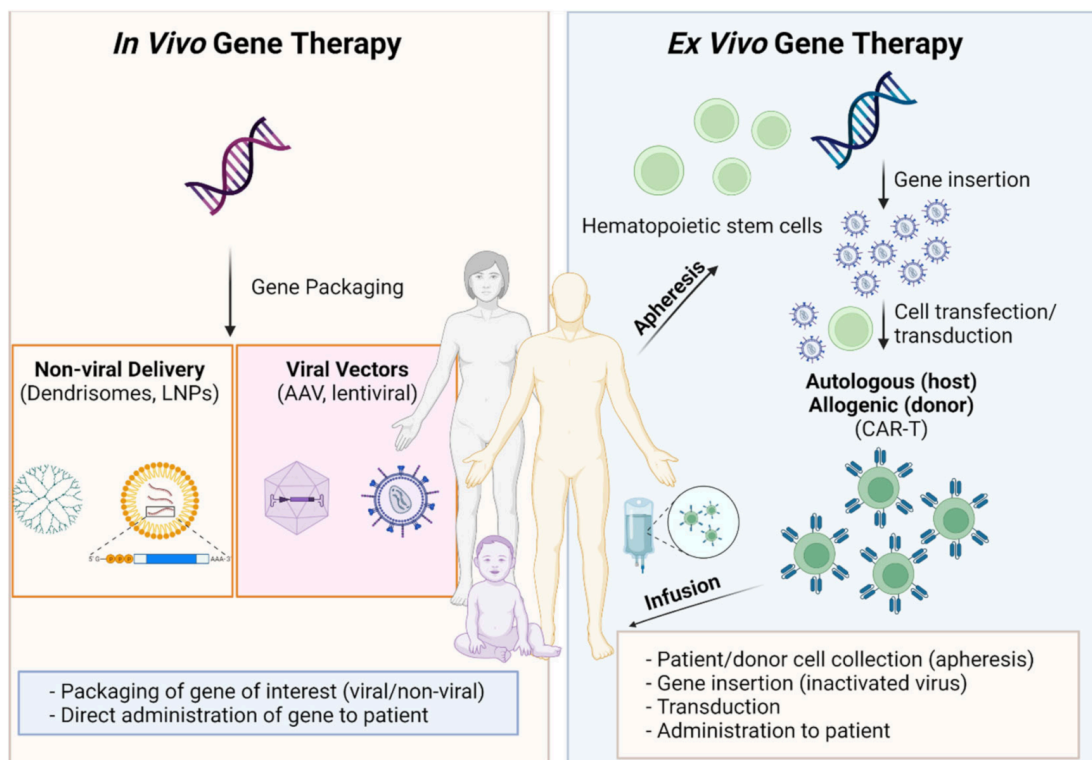 In Vivo Gene Therapy
Gene Packaging
Non-viral Delivery
(Dendrisomes, LNPs)
5' G
P P P
AAA-3'
Viral Vectors
(AAV, lentiviral)
- Packaging of gene of interest (viral/non-viral)
- Direct administration of gene to patient
Ex Vivo Gene Therapy
Hematopoietic stem cells
Gene insertion
Apheresis
Cell transfection/
transduction
Autologous (host)
Allogenic (donor)
(CAR-T)
Infusion
- Patient/donor cell collection (apheresis)
- Gene insertion (inactivated virus)
- Transduction
- Administration to patient